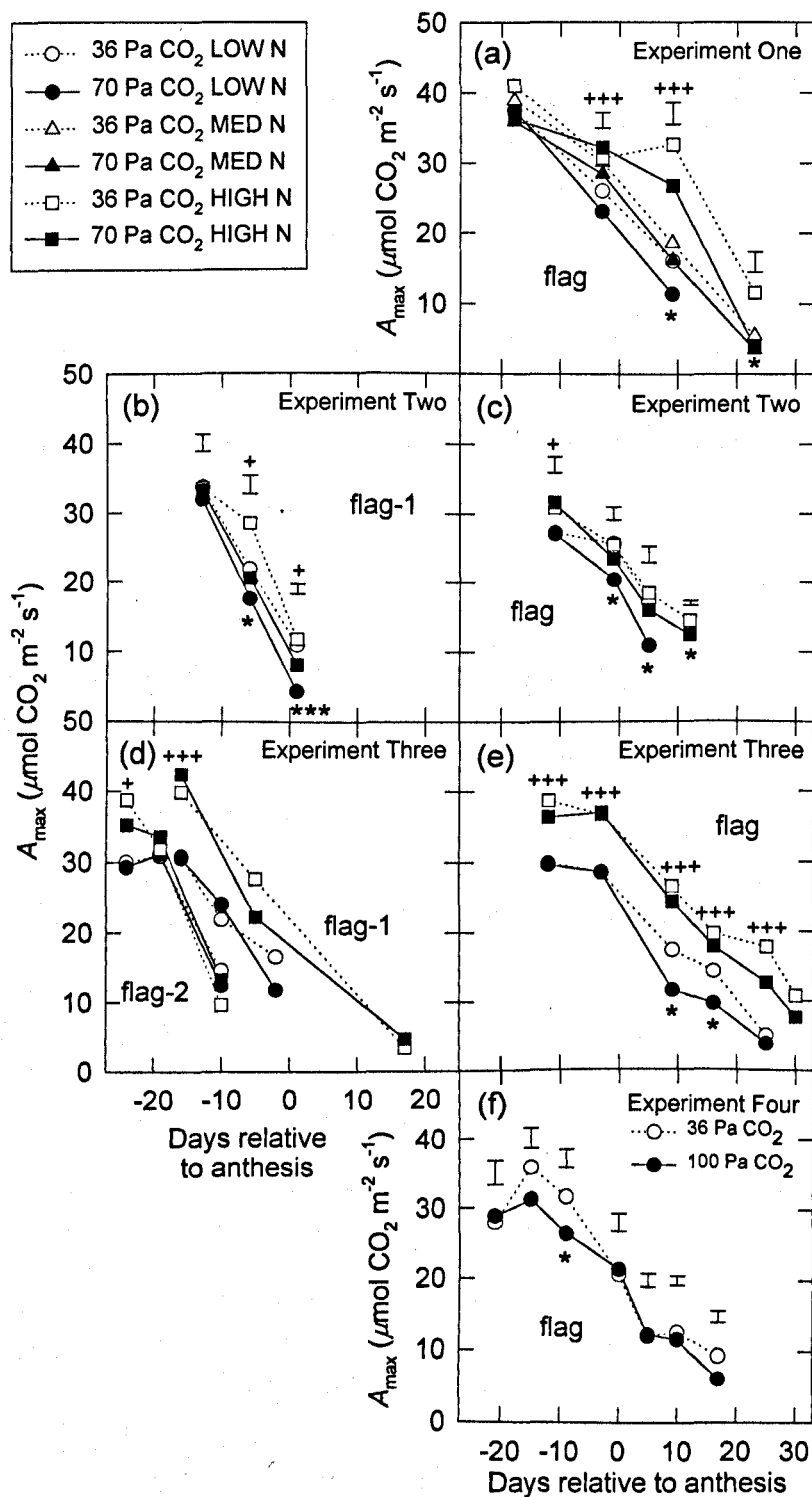 36 Pa CO2 LOW N
70 Pa CO2 LOW N
36 Pa CO2 MED N
70 Pa CO2 MED N
36 Pa CO2 HIGH N
70 Pa CO2 HIGH N
(a) Experiment One
+++ +++
50
40
30
20
10
Amax (μmol CO2 m-2 s-1)
flag
*
*
(b) Experiment Two
50
40
30
20
10
+
+
flag-1
*
***
(c) Experiment Two
+
flag
*
*
*
Amax (μmol CO2 m-2 s-1)
(d) Experiment Three
50
40
30
20
10
0
+ +++
flag-1
flag-2
-20 -10 0 10 20
Days relative
to anthesis
(e) Experiment Three
+++ +++
flag
+++
+++ +++
*
*
(f) Experiment Four
36 Pa CO2
100 Pa CO2
40
30
20
10
0
Amax (μmol CO2 m-2 s-1)
*
flag
-20 -10 0 10 20 30
Days relative to anthesis